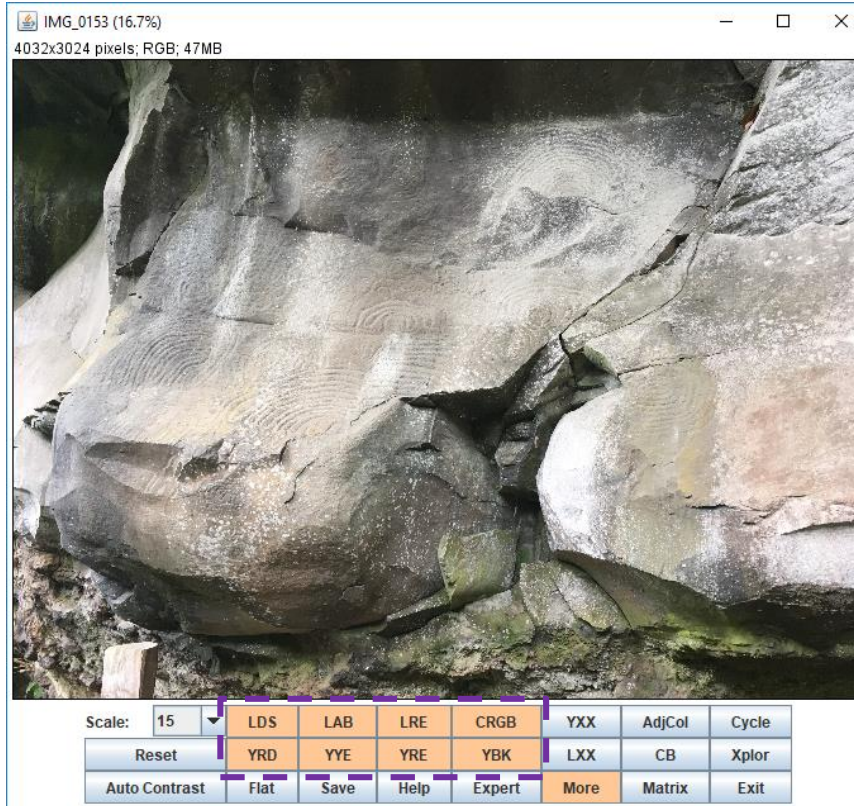 IMG_0153 (16.7%)
4032x3024 pixels; RGB; 47MB
Scale: 15 LDS LAB LRE CRGB YXX AdjCol Cycle
Reset YRD YYE YRE YBK LXX CB Xplor
Auto Contrast Flat Save Help Expert More Matrix Exit